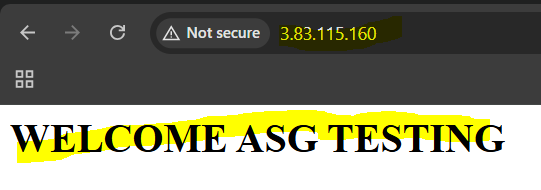 Not secure 3.83.115.160
WELCOME ASG TESTING